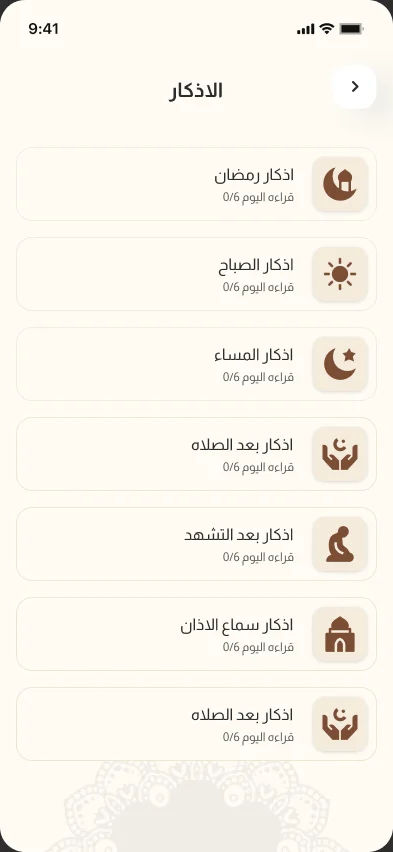 9:41
الاذكار
اذكار رمضان
قراءه اليوم 0/6
اذكار الصباح
قراءه اليوم 0/6
اذكار المساء
قراءه اليوم 0/6
اذكار بعد الصلاه
قراءه اليوم 0/6
اذكار بعد التشهد
قراءه اليوم 0/6
اذكار سماع الاذان
قراءه اليوم 0/6
اذكار بعد الصلاه
قراءه اليوم 0/6